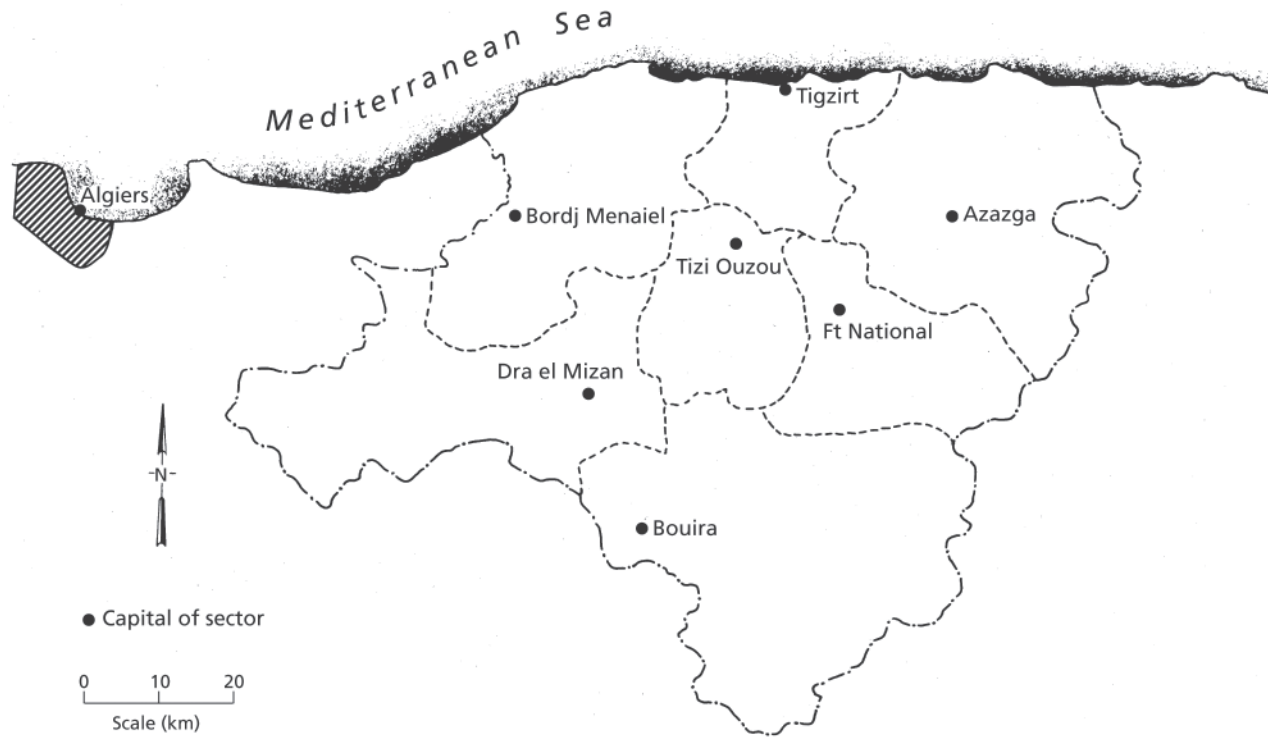 Mediterranean Sea
Tigzirt
Algiers
Bordj Menaiel
Azazga
Tizi Ouzou
Ft National
Dra el Mizan
-N-
Bouira
Capital of sector
0 10 20
Scale (km)